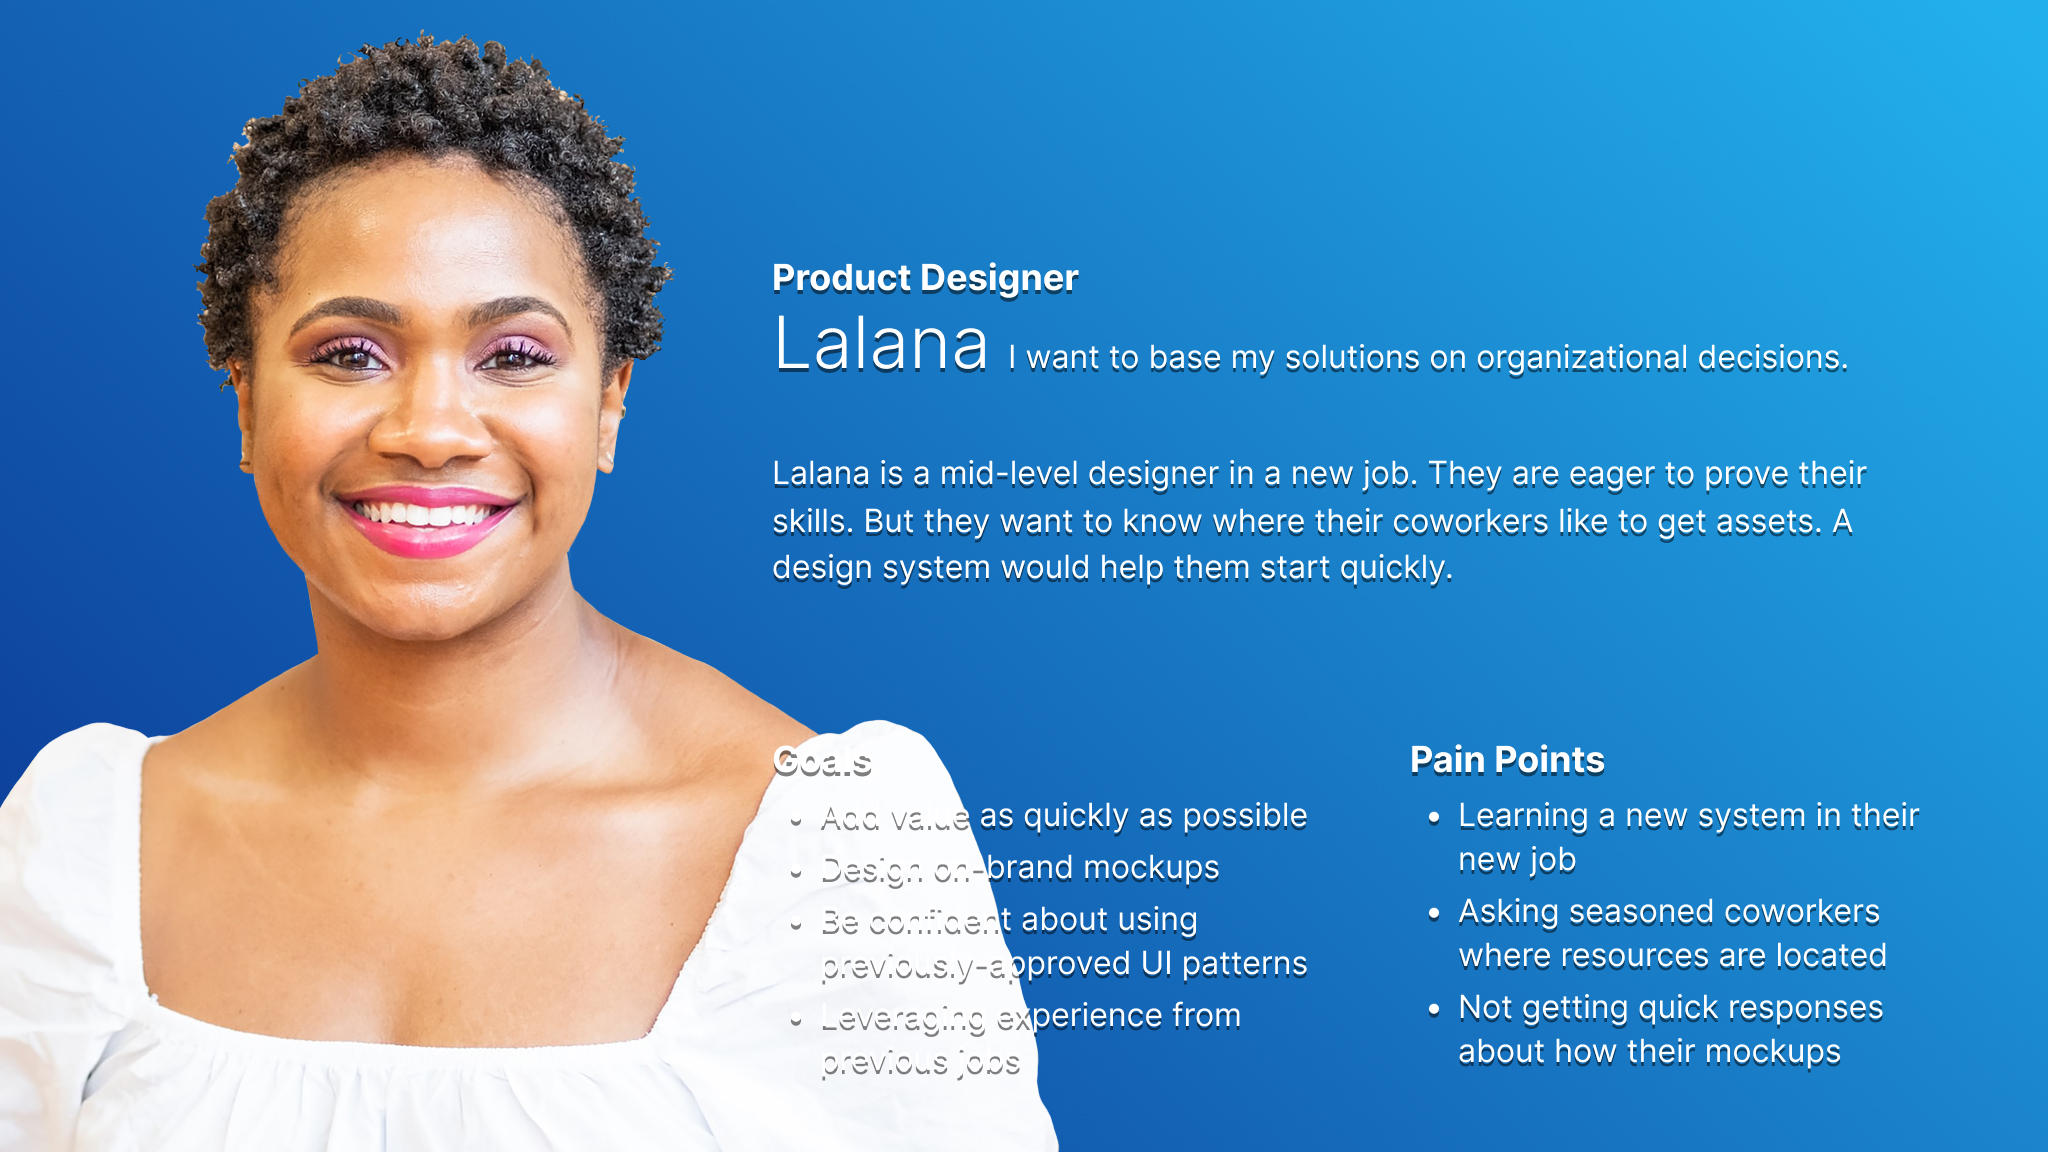 Product Designer
Lalana I want to base my solutions on organizational decisions.
Lalana is a mid-level designer in a new job. They are eager to prove their
skills. But they want to know where their coworkers like to get assets. A
design system would help them start quickly.
Goals
• Add value as quickly as possible
• Design on-brand mockups
• Be confident about using
previously-approved UI patterns
• Leveraging experience from
previous jobs
Pain Points
• Learning a new system in their
new job
• Asking seasoned coworkers
where resources are located
• Not getting quick responses
about how their mockups